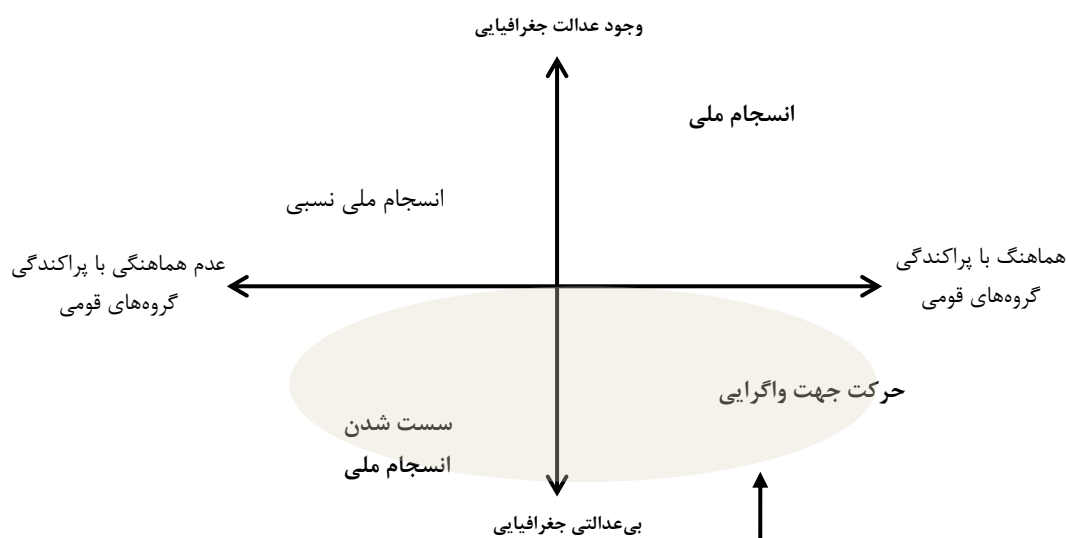 وجود عدالت جغرافیایی
انسجام ملی
انسجام ملی نسبی
هماهنگ با پراکندگی
گروه‌های قومی
عدم هماهنگی با پراکندگی
گروه‌های قومی
حرکت جهت واگرایی
سست شدن
انسجام ملی
بی‌عدالتی جغرافیایی